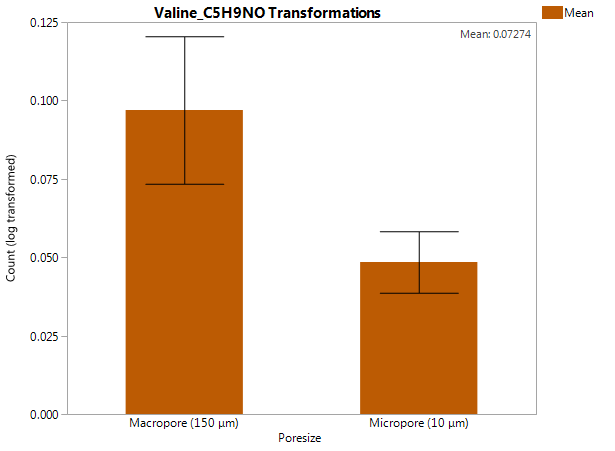 Valine_C5H9NO Transformations
Mean
Mean: 0.07274
0.125
0.100
0.075
0.050
0.025
0.000
Count (log transformed)
Macropore (150 µm)
Micropore (10 µm)
Poresize